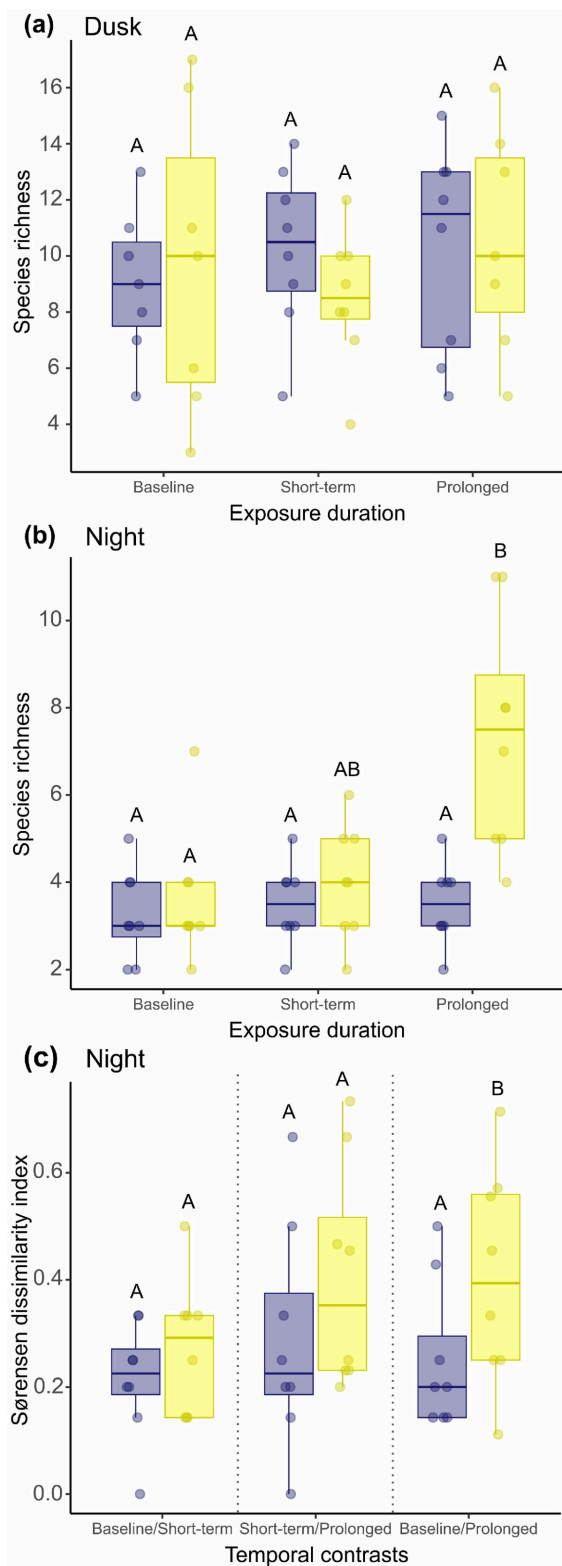 (a) Dusk
Species richness
16
14
12
10
8
6
4
A
A
A
A
A
A
Baseline
Short-term
Prolonged
Exposure duration
(b) Night
Species richness
10
8
6
4
2
A
A
A
AB
A
B
Baseline
Short-term
Prolonged
Exposure duration
(c) Night
Sørensen dissimilarity index
0.6
0.4
0.2
0.0
A
A
A
A
A
B
Baseline/Short-term
Short-term/Prolonged
Baseline/Prolonged
Temporal contrasts